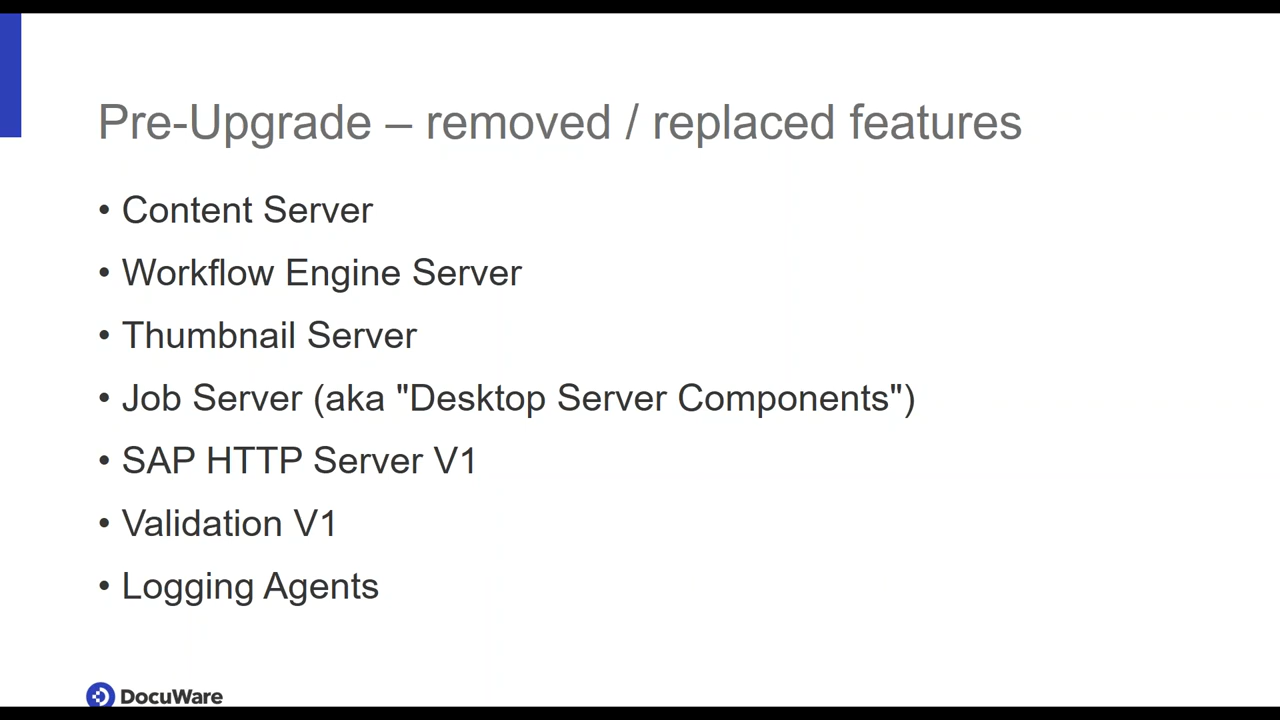 Pre-Upgrade – removed / replaced features
• Content Server
• Workflow Engine Server
• Thumbnail Server
• Job Server (aka "Desktop Server Components")
• SAP HTTP Server V1
• Validation V1
• Logging Agents
DocuWare